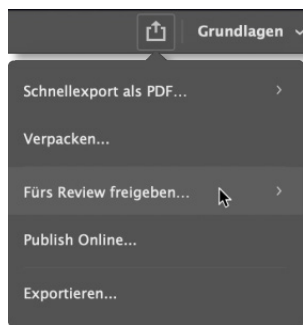 Grundlagen
Schnellexport als PDF...
Verpacken...
Fürs Review freigeben...
Publish Online...
Exportieren...